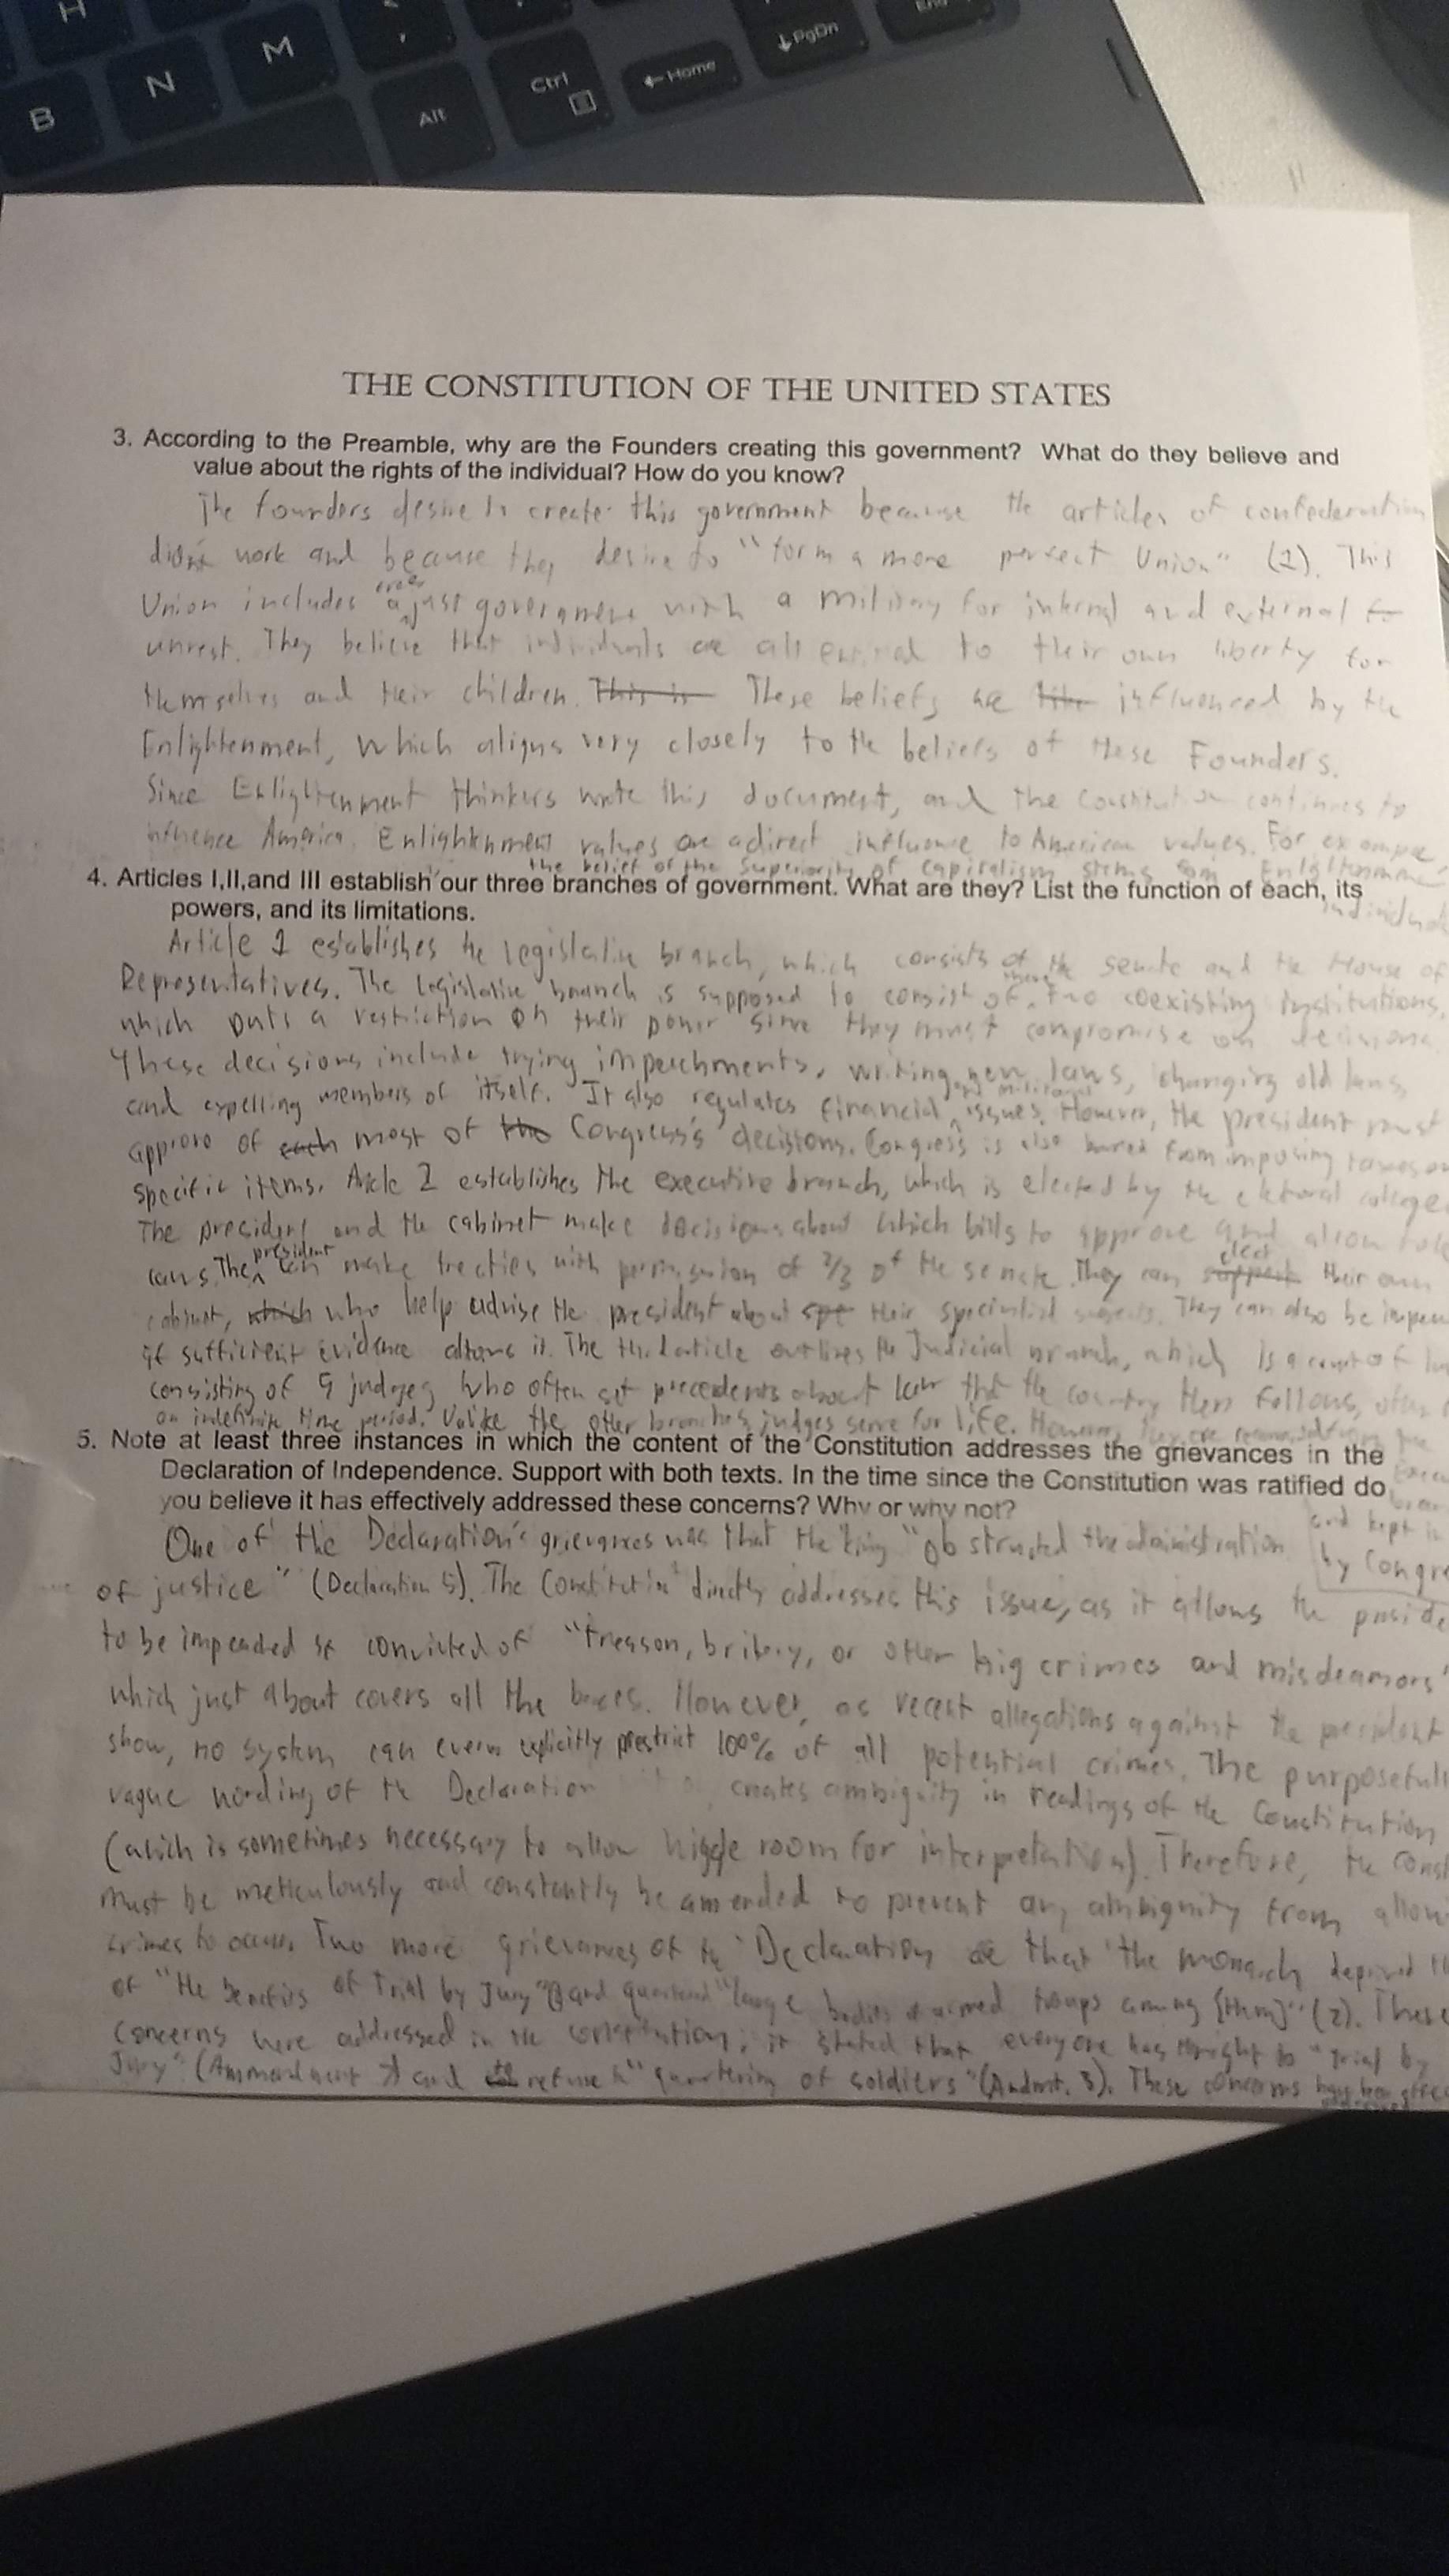 H
B
N
M
Alt
Ctrl
←Home
↓PgDn
End
THE CONSTITUTION OF THE UNITED STATES
3. According to the Preamble, why are the Founders creating this government? What do they believe and
value about the rights of the individual? How do you know?
The founders desire to create this government because the articles of confederation
didn't work and because they desire to "form a more perfect Union" (1). This
Union includes a just government with a military for internal and external
unrest. They believe that individuals are all to their own liberty for
themselves and their children. This is These beliefs are like influenced by the
Enlightenment, which aligns very closely to the beliefs of these Founders.
Since Enlightenment thinkers wrote this document, and the Constitution continues to
influence America, Enlightenment values are a direct influence to American values. For example,
the belief of the superiority of capitalism stems from Enlightenment
individual
4. Articles I,II,and III establish our three branches of government. What are they? List the function of each, its
powers, and its limitations.
Article 1 establishes the legislative branch, which consists of the senate and the House of
Representatives. The legislative branch is supposed to consist of these two coexisting institutions,
which puts a restriction on their power since they must compromise on decisions.
These decisions include trying impeachments, writing new laws, changing old laws,
and expelling members of itself. It also regulates financial and military issues. However, the president must
approve of each most of the Congress's decisions. Congress is also barred from imposing taxes on
specific items. Aicle 2 establishes the executive branch, which is elected by the electoral college
The president and the cabinet make decisions about which bills to approve and allow
laws. The president can make treaties with permission of 2/3 of the senate. They can appoint elect their own
cabinet, which who help advise the president about spe their specialist They can also be impea
if sufficient evidence allows it. The third article outlines the Judicial branch, which is a court of law
consisting of 9 judges who often set precedents about law that the country then follows, often
an indefinite time period. Unlike the other branches, judges serve for life. However, they are
and kept in
by Congre
5. Note at least three instances in which the content of the Constitution addresses the grievances in the
Declaration of Independence. Support with both texts. In the time since the Constitution was ratified do
you believe it has effectively addressed these concerns? Why or why not?
One of the Declaration's grievances was that the king "obstructed the administration
of justice" (Declaration 5). The Constitution directly addresses this issue, as it allows the preside
to be impeached if convicted of "treason, bribery, or other hig crimes and misdeamors"
which just about covers all the bases. However, as recent allegations against the president
show, no system can even explicitly prestrict 100% of all potential crimes. The purposefull
vague wording of the Declaration creates ambiguity in readings of the Constitution
(which is sometimes necessary to allow wiggle room for interpretation). Therefore, the Const
must be meticulously and constantly be amended to prevent any ambiguity from allow
crimes to occur. Two more grievances of the Declaration are that the monarch deprived th
of "the benefits of Trial by Jury" and quartered "large bodies of armed troops among [them]" (2). These
concerns were addressed in the constitution; it stated that everyone has the right to "trial by
Jury" (Ammendment 7) and to refuse the "quartering of soldiers" (Admt. 3). These concerns have been effec